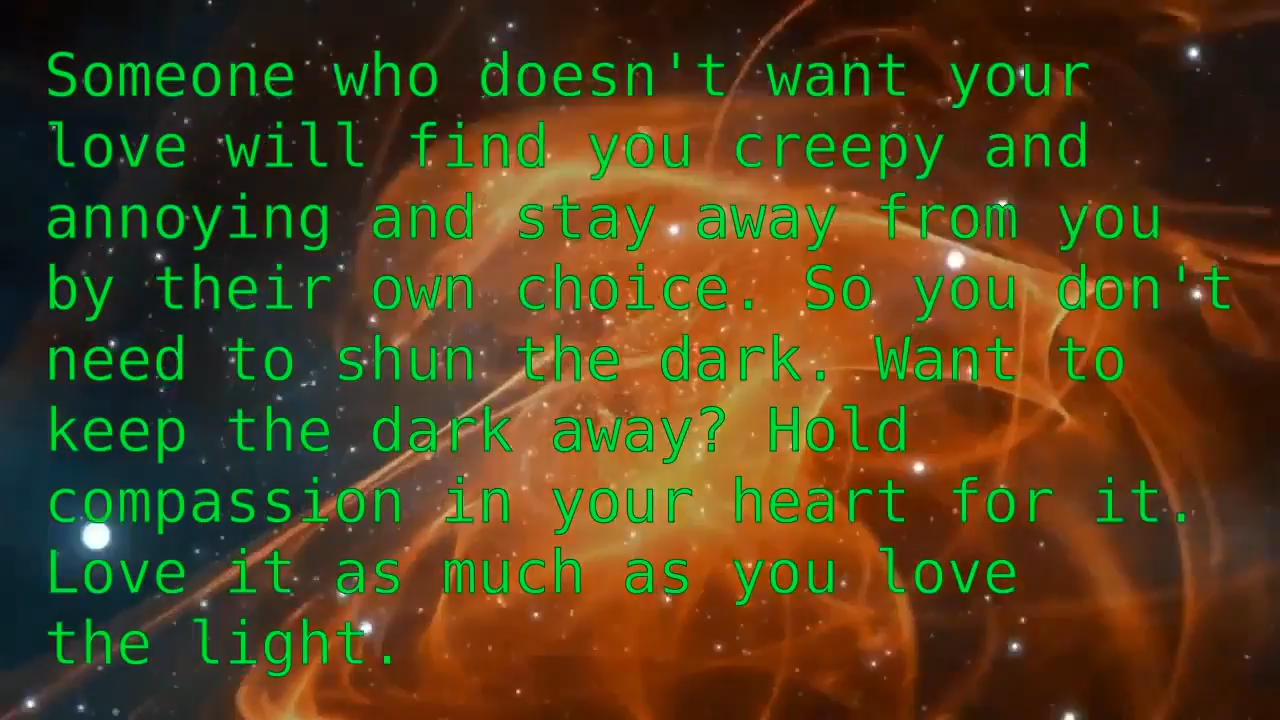 Someone who doesn't want your
love will find you creepy and
annoying and stay away from you
by their own choice. So you don't
need to shun the dark. Want to
keep the dark away? Hold
compassion in your heart for it.
Love it as much as you love
the light.